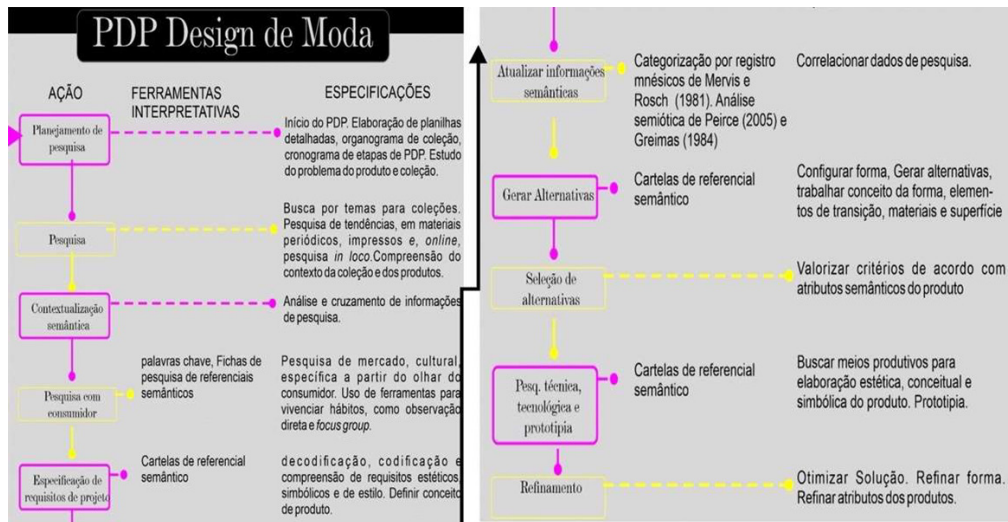 PDP Design de Moda
AÇÃO
FERRAMENTAS
INTERPRETATIVAS
ESPECIFICAÇÕES
Planejamento de
pesquisa
Início do PDP. Elaboração de planilhas
detalhadas, organograma de coleção,
cronograma de etapas de PDP. Estudo
do problema do produto e coleção.
Pesquisa
Busca por temas para coleções.
Pesquisa de tendências, em materiais
periódicos, impressos e, online,
pesquisa in loco.Compreensão do
contexto da coleção e dos produtos.
Contextualização
semântica
Análise e cruzamento de informações
de pesquisa.
Pesquisa com
consumidor
palavras chave, Fichas de
pesquisa de referenciais
semânticos
Pesquisa de mercado, cultural,
específica a partir do olhar do
consumidor. Uso de ferramentas para
vivenciar hábitos, como observação
direta e focus group.
Especificação de
requisitos de projeto
Cartelas de referencial
semântico
decodificação, codificação e
compreensão de requisitos estéticos,
simbólicos e de estilo. Definir conceito
de produto.
Atualizar informações
semânticas
Categorização por registro
mnésicos de Mervis e
Rosch (1981). Análise
semiótica de Peirce (2005) e
Greimas (1984)
Correlacionar dados de pesquisa.
Gerar Alternativas
Cartelas de referencial
semântico
Configurar forma, Gerar alternativas,
trabalhar conceito da forma, elemen-
tos de transição, materiais e superfície
Seleção de
alternativas
Valorizar critérios de acordo com
atributos semânticos do produto
Pesq. técnica,
tecnológica e
prototipia
Cartelas de referencial
semântico
Buscar meios produtivos para
elaboração estética, conceitual e
simbólica do produto. Prototipia.
Refinamento
Otimizar Solução. Refinar forma.
Refinar atributos dos produtos.